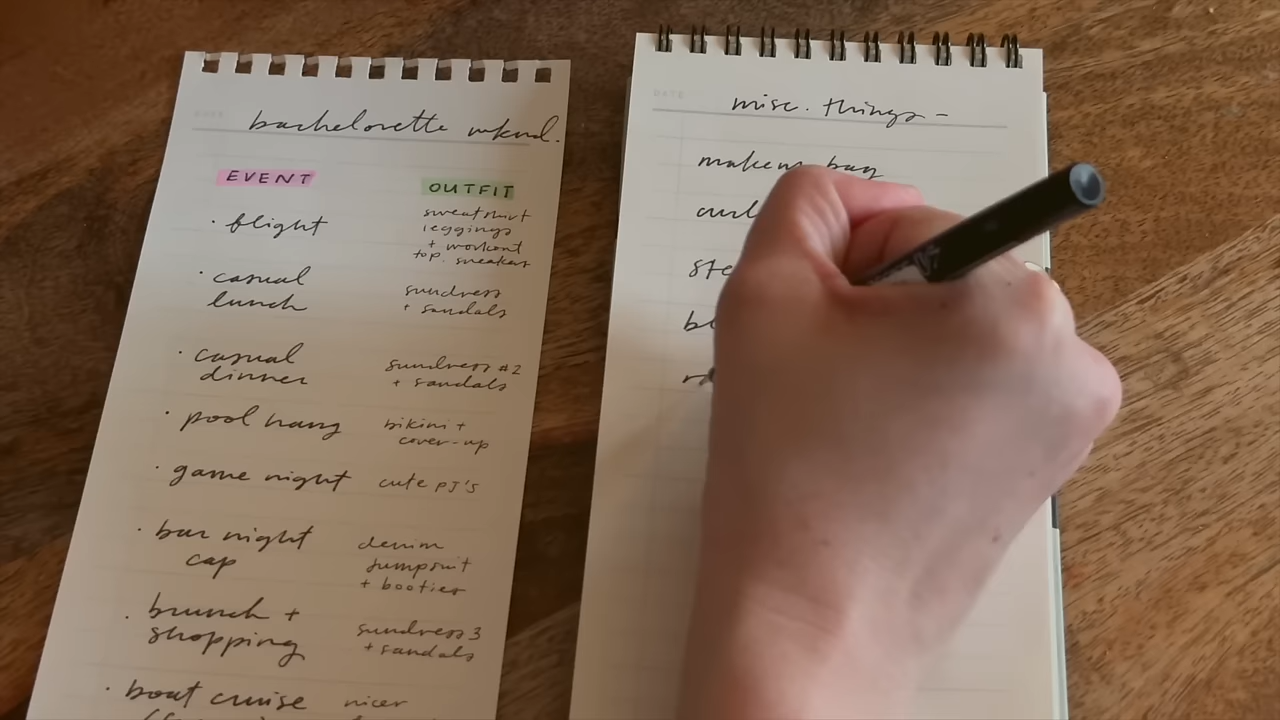 DATE
bachelorette wknd.
EVENT
OUTFIT
· flight
sweatshirt
leggings
+ workout
top. sneakers
· casual
lunch
sundress
+ sandals
· casual
dinner
sundress #2
+ sandals
· pool hang
bikini +
cover-up
· game night
cute PJ's
· bar night
cap
denim
jumpsuit
+ booties
· brunch +
shopping
sundress 3
+ sandals
· boat cruise
nicer
DATE
misc. things -
makeup bag